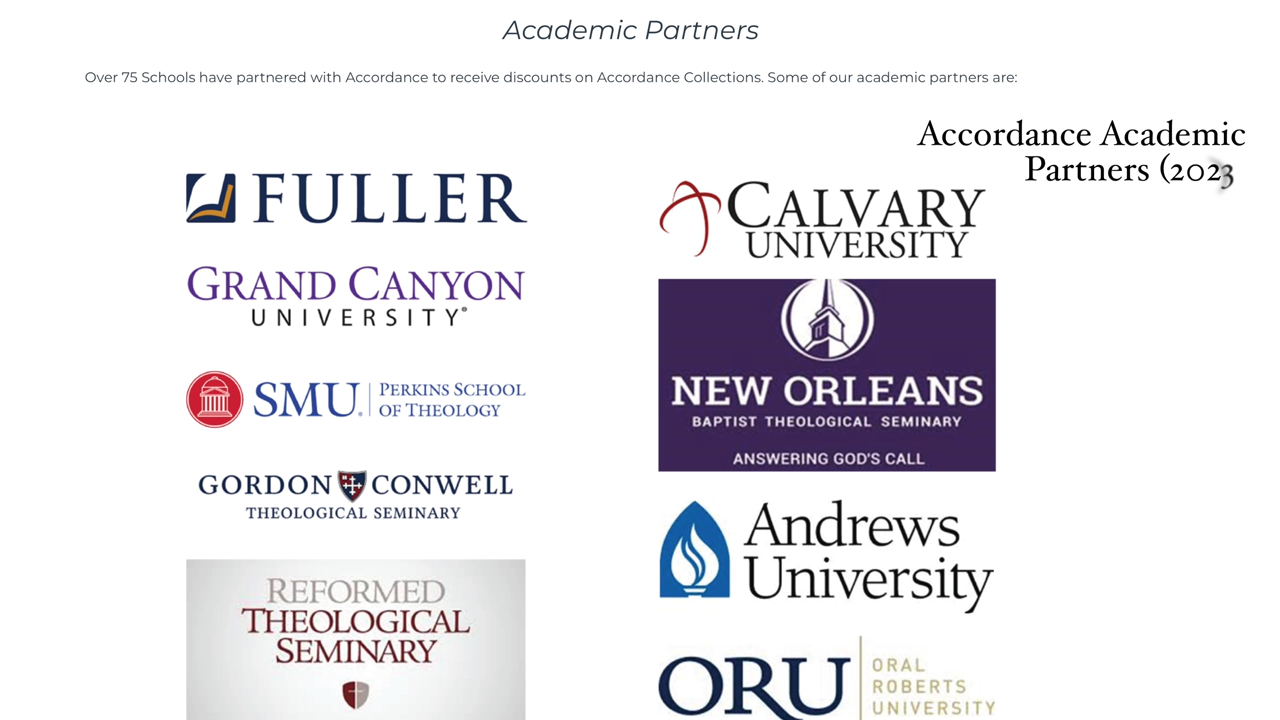 Academic Partners
Over 75 Schools have partnered with Accordance to receive discounts on Accordance Collections. Some of our academic partners are:
Accordance Academic
Partners (2023
FULLER
GRAND CANYON
UNIVERSITY®
SMU. PERKINS SCHOOL
OF THEOLOGY
GORDON CONWELL
THEOLOGICAL SEMINARY
REFORMED
THEOLOGICAL
SEMINARY
CALVARY
UNIVERSITY
NEW ORLEANS
BAPTIST THEOLOGICAL SEMINARY
ANSWERING GOD'S CALL
Andrews
University
ORU
ORAL
ROBERTS
UNIVERSITY